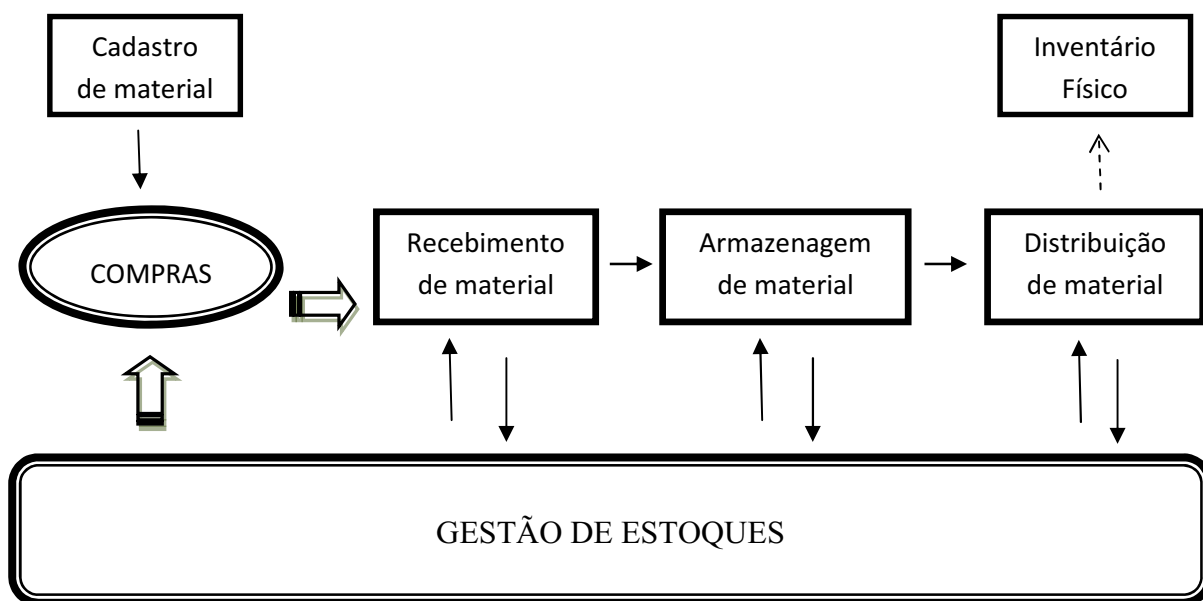 Cadastro
de material
Inventário
Físico
COMPRAS
Recebimento
de material
Armazenagem
de material
Distribuição
de material
GESTÃO DE ESTOQUES